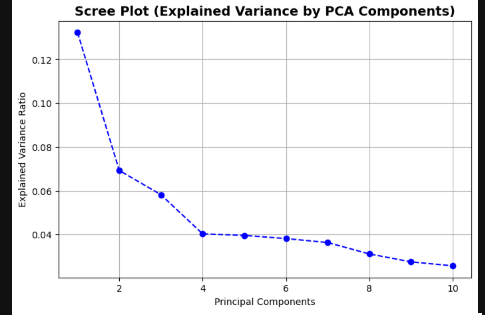 Scree Plot (Explained Variance by PCA Components)
0.12
0.10
0.08
0.06
0.04
Explained Variance Ratio
2 4 6 8 10
Principal Components